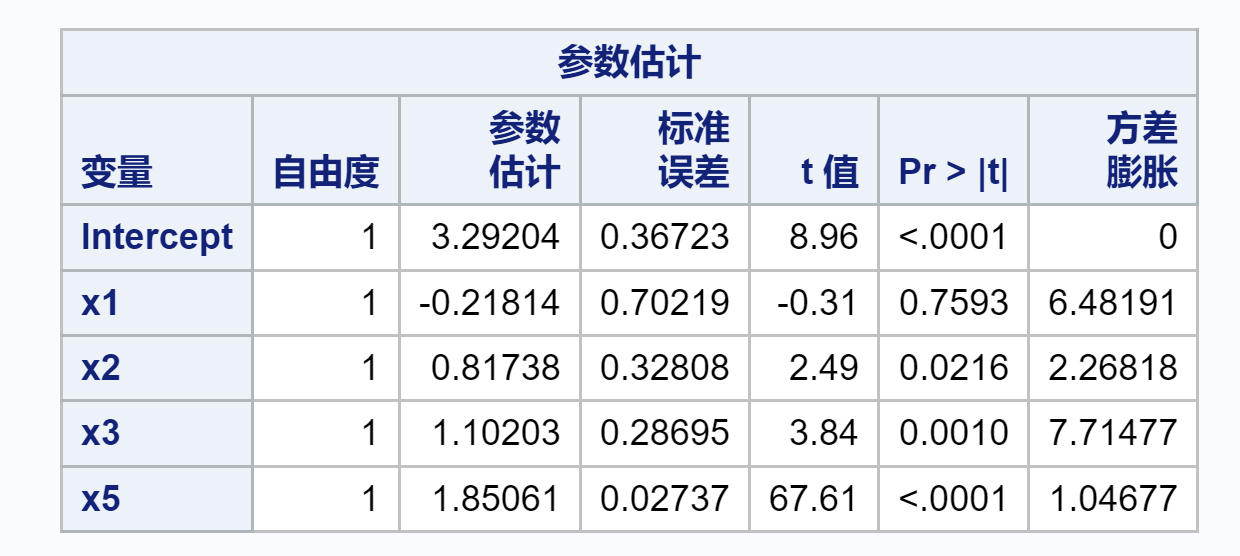 参数估计
变量 自由度 参数估计 标准误差 t 值 Pr > |t| 方差膨胀
Intercept 1 3.29204 0.36723 8.96 <.0001 0
x1 1 -0.21814 0.70219 -0.31 0.7593 6.48191
x2 1 0.81738 0.32808 2.49 0.0216 2.26818
x3 1 1.10203 0.28695 3.84 0.0010 7.71477
x5 1 1.85061 0.02737 67.61 <.0001 1.04677